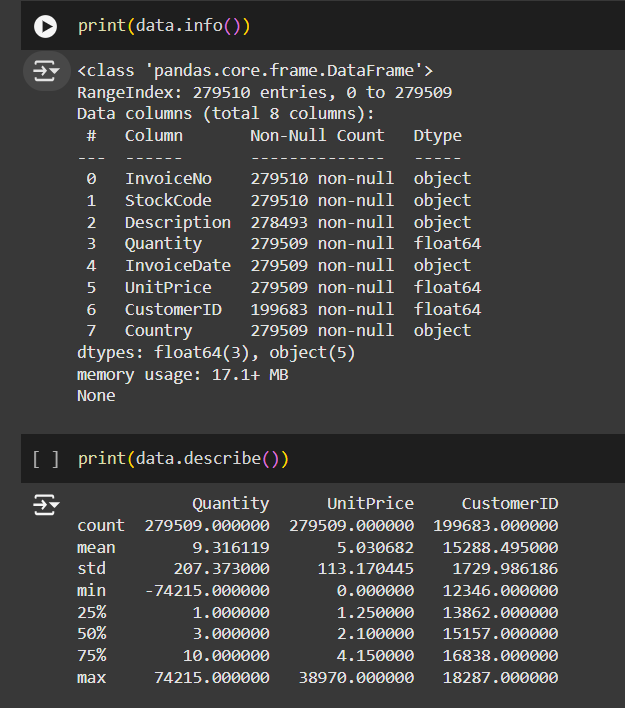 print(data.info())
<class 'pandas.core.frame.DataFrame'>
RangeIndex: 279510 entries, 0 to 279509
Data columns (total 8 columns):
 #   Column       Non-Null Count   Dtype
---  ------       --------------   -----
 0   InvoiceNo    279510 non-null  object
 1   StockCode    279510 non-null  object
 2   Description  278493 non-null  object
 3   Quantity     279509 non-null  float64
 4   InvoiceDate  279509 non-null  object
 5   UnitPrice    279509 non-null  float64
 6   CustomerID   199683 non-null  float64
 7   Country      279509 non-null  object
dtypes: float64(3), object(5)
memory usage: 17.1+ MB
None
[ ] print(data.describe())
            Quantity      UnitPrice     CustomerID
count  279509.000000  279509.000000  199683.000000
mean        9.316119       5.030682   15288.495000
std       207.373000     113.170445    1729.986186
min    -74215.000000       0.000000   12346.000000
25%         1.000000       1.250000   13862.000000
50%         3.000000       2.100000   15157.000000
75%        10.000000       4.150000   16838.000000
max     74215.000000   38970.000000   18287.000000